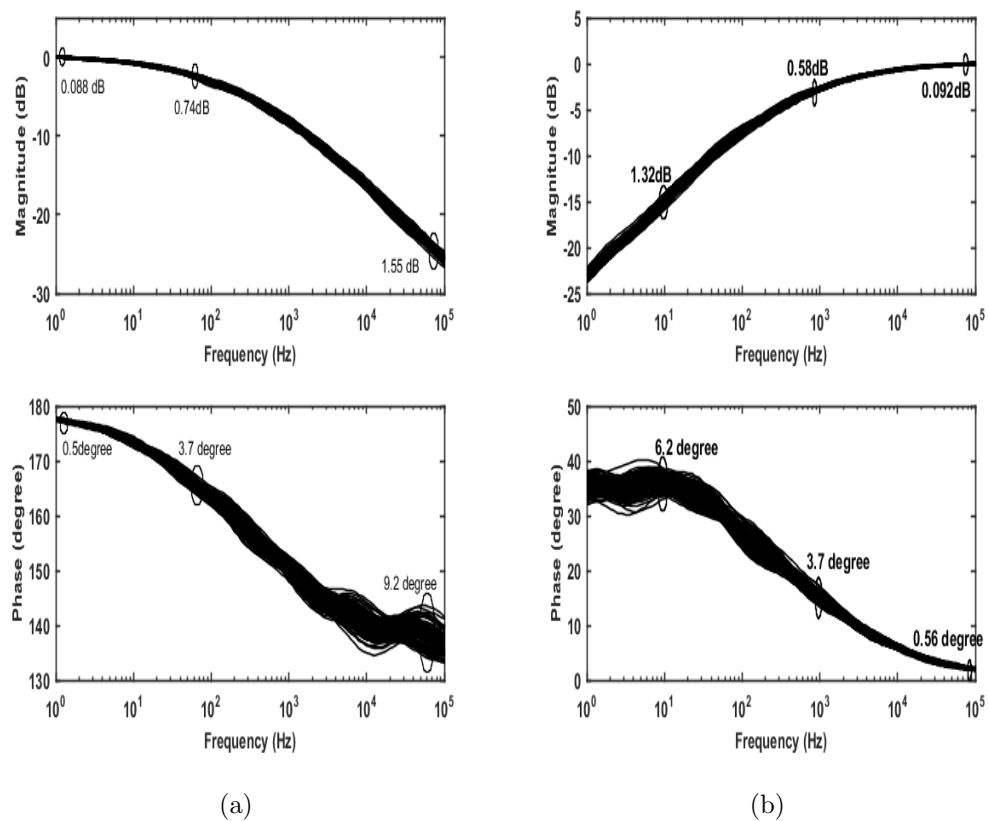 0
-10
-20
-30
Magnitude (dB)
0.088 dB
0.74dB
1.55 dB
10^0 10^1 10^2 10^3 10^4 10^5
Frequency (Hz)
5
0
-5
-10
-15
-20
-25
Magnitude (dB)
1.32dB
0.58dB
0.092dB
10^0 10^1 10^2 10^3 10^4 10^5
Frequency (Hz)
180
170
160
150
140
130
Phase (degree)
0.5degree
3.7 degree
9.2 degree
10^0 10^1 10^2 10^3 10^4 10^5
Frequency (Hz)
50
40
30
20
10
0
Phase (degree)
6.2 degree
3.7 degree
0.56 degree
10^0 10^1 10^2 10^3 10^4 10^5
Frequency (Hz)
(a)
(b)